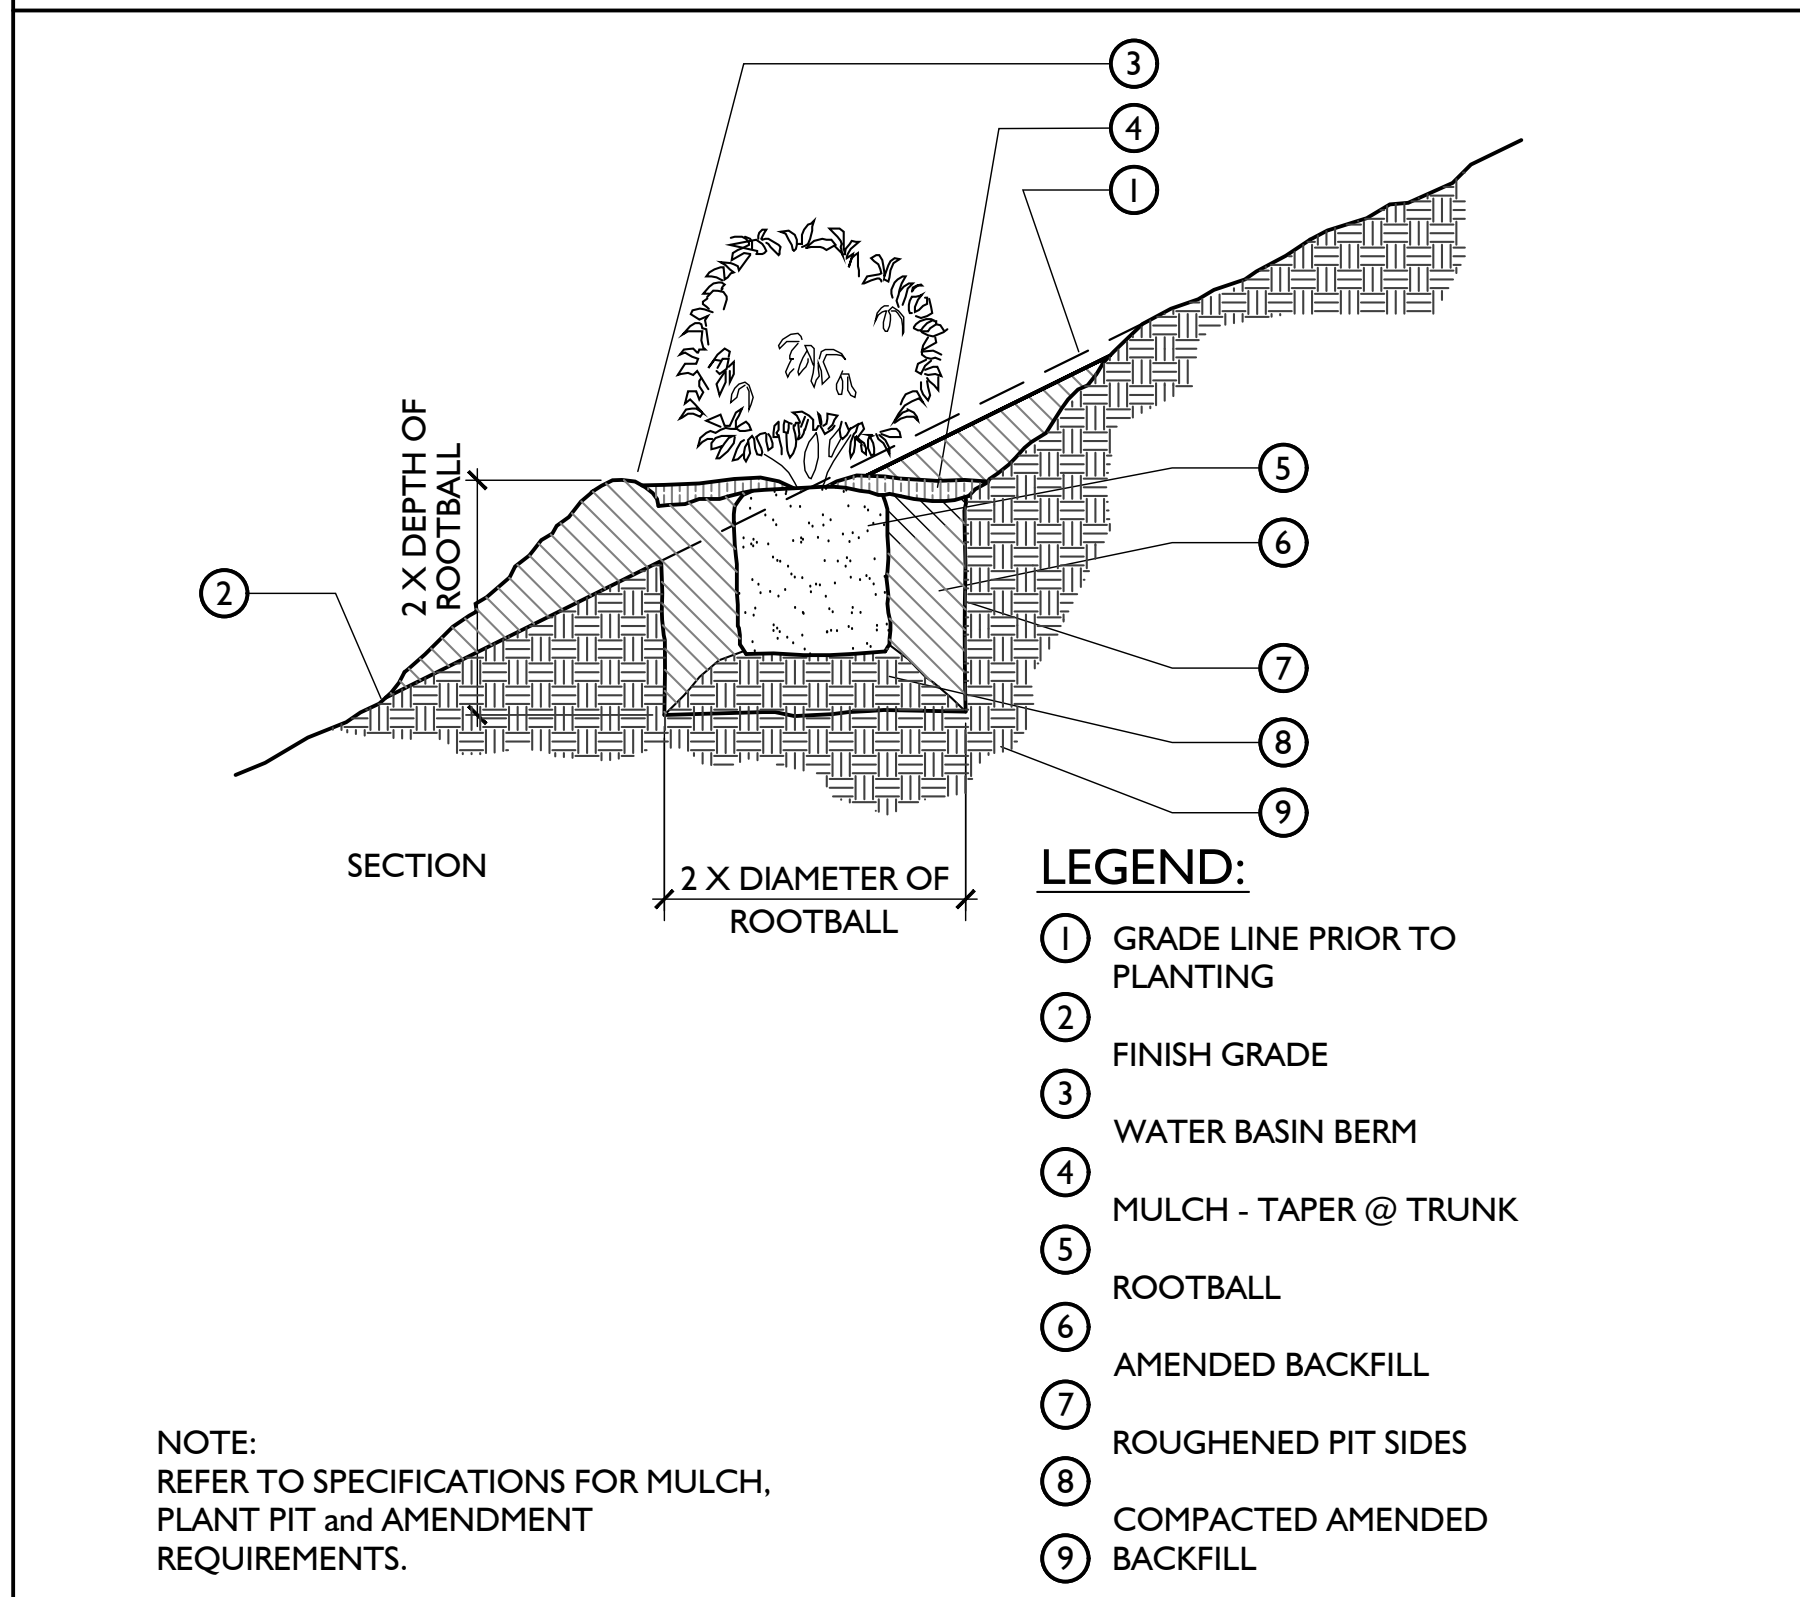 3
4
1
2 X DEPTH OF
ROOTBALL
5
6
2
7
8
9
SECTION
2 X DIAMETER OF
ROOTBALL
LEGEND:
1 GRADE LINE PRIOR TO
PLANTING
2
FINISH GRADE
3
WATER BASIN BERM
4
MULCH - TAPER @ TRUNK
5
ROOTBALL
6
AMENDED BACKFILL
7
ROUGHENED PIT SIDES
8
COMPACTED AMENDED
9 BACKFILL
NOTE:
REFER TO SPECIFICATIONS FOR MULCH,
PLANT PIT and AMENDMENT
REQUIREMENTS.